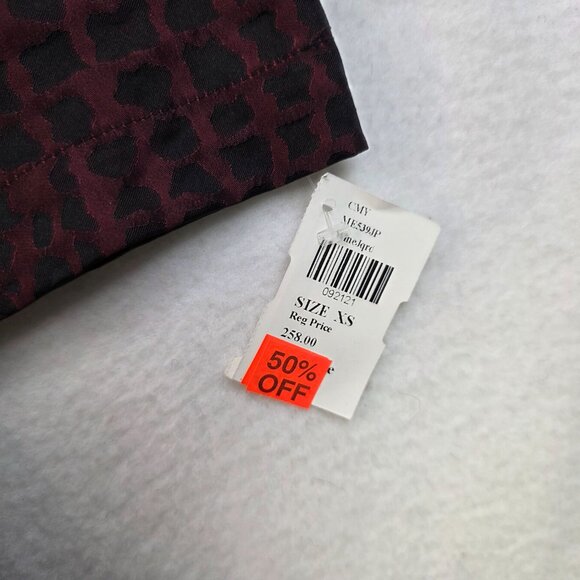 CMY
ME539JP
092121
SIZE XS
Reg Price
258.00
50%
OFF